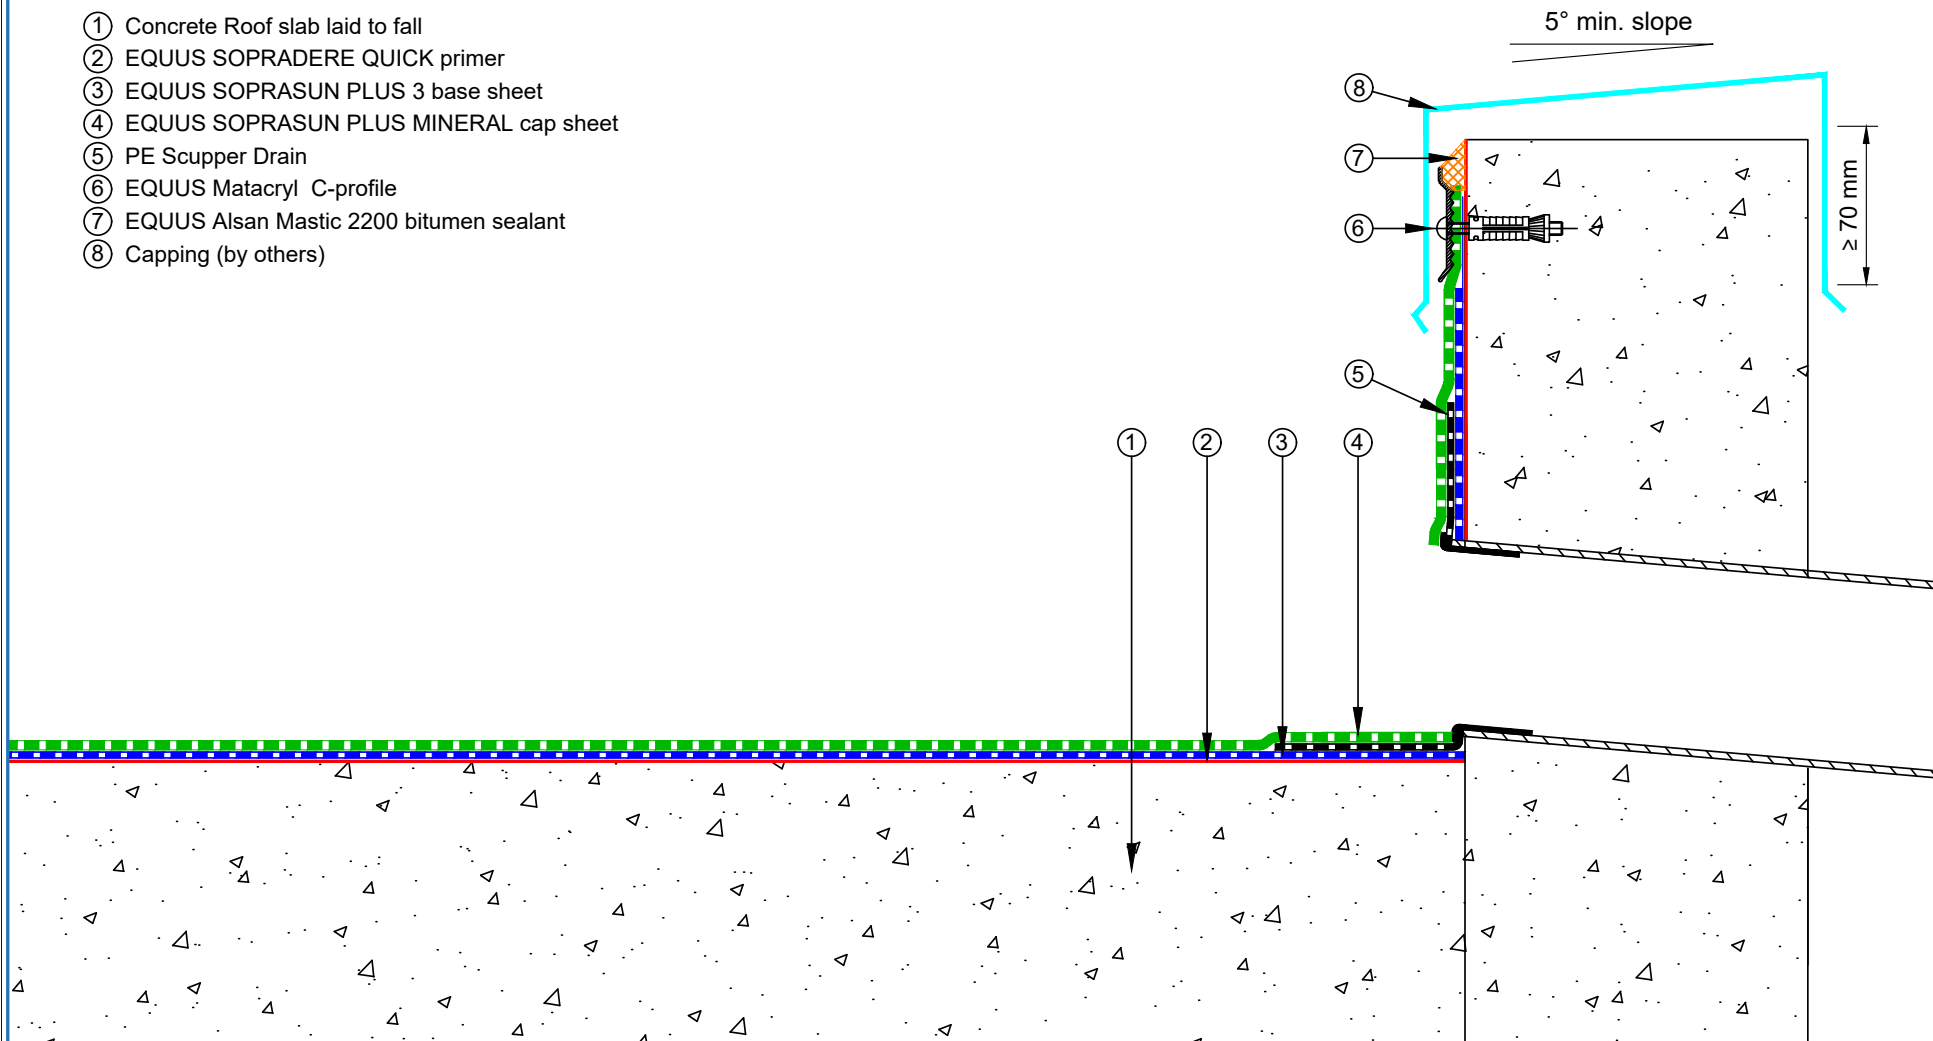 ① Concrete Roof slab laid to fall
② EQUUS SOPRADERE QUICK primer
③ EQUUS SOPRASUN PLUS 3 base sheet
④ EQUUS SOPRASUN PLUS MINERAL cap sheet
⑤ PE Scupper Drain
⑥ EQUUS Matacryl C-profile
⑦ EQUUS Alsan Mastic 2200 bitumen sealant
⑧ Capping (by others)
5° min. slope
⑧
⑦
≥ 70 mm
⑥
⑤
① ② ③ ④